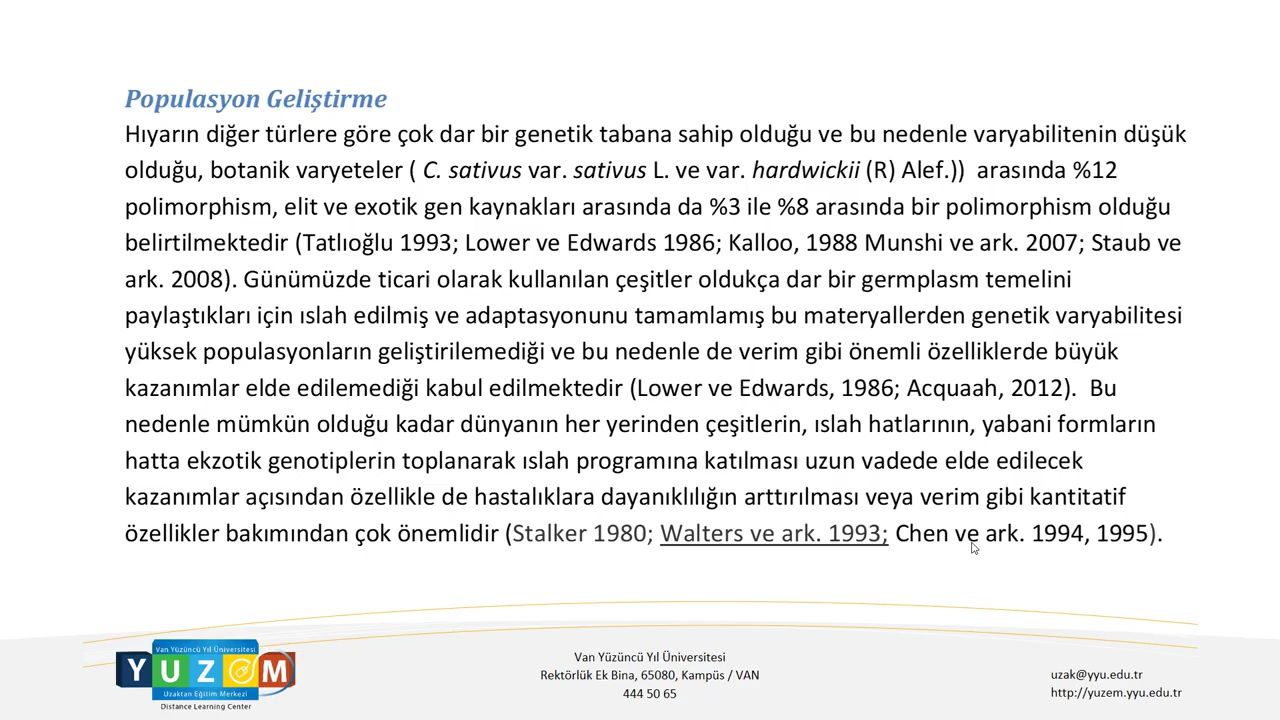 Populasyon Geliştirme
Hıyarın diğer türlere göre çok dar bir genetik tabana sahip olduğu ve bu nedenle varyabilitenin düşük
olduğu, botanik varyeteler ( C. sativus var. sativus L. ve var. hardwickii (R) Alef.))  arasında %12
polimorphism, elit ve exotik gen kaynakları arasında da %3 ile %8 arasında bir polimorphism olduğu
belirtilmektedir (Tatlıoğlu 1993; Lower ve Edwards 1986; Kalloo, 1988 Munshi ve ark. 2007; Staub ve
ark. 2008). Günümüzde ticari olarak kullanılan çeşitler oldukça dar bir germplasm temelini
paylaştıkları için ıslah edilmiş ve adaptasyonunu tamamlamış bu materyallerden genetik varyabilitesi
yüksek populasyonların geliştirilemediği ve bu nedenle de verim gibi önemli özelliklerde büyük
kazanımlar elde edilemediği kabul edilmektedir (Lower ve Edwards, 1986; Acquaah, 2012).  Bu
nedenle mümkün olduğu kadar dünyanın her yerinden çeşitlerin, ıslah hatlarının, yabani formların
hatta ekzotik genotiplerin toplanarak ıslah programına katılması uzun vadede elde edilecek
kazanımlar açısından özellikle de hastalıklara dayanıklılığın arttırılması veya verim gibi kantitatif
özellikler bakımından çok önemlidir (Stalker 1980; Walters ve ark. 1993; Chen ve ark. 1994, 1995).
Van Yüzüncü Yıl Üniversitesi
YUZEM
Uzaktan Eğitim Merkezi
Distance Learning Center
Van Yüzüncü Yıl Üniversitesi
Rektörlük Ek Bina, 65080, Kampüs / VAN
444 50 65
uzak@yyu.edu.tr
http://yuzem.yyu.edu.tr